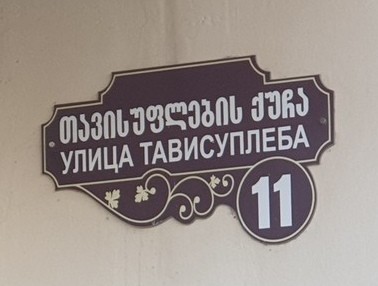 თავისუფლების ქუჩა
УЛИЦА ТАВИСУПЛЕБА
11